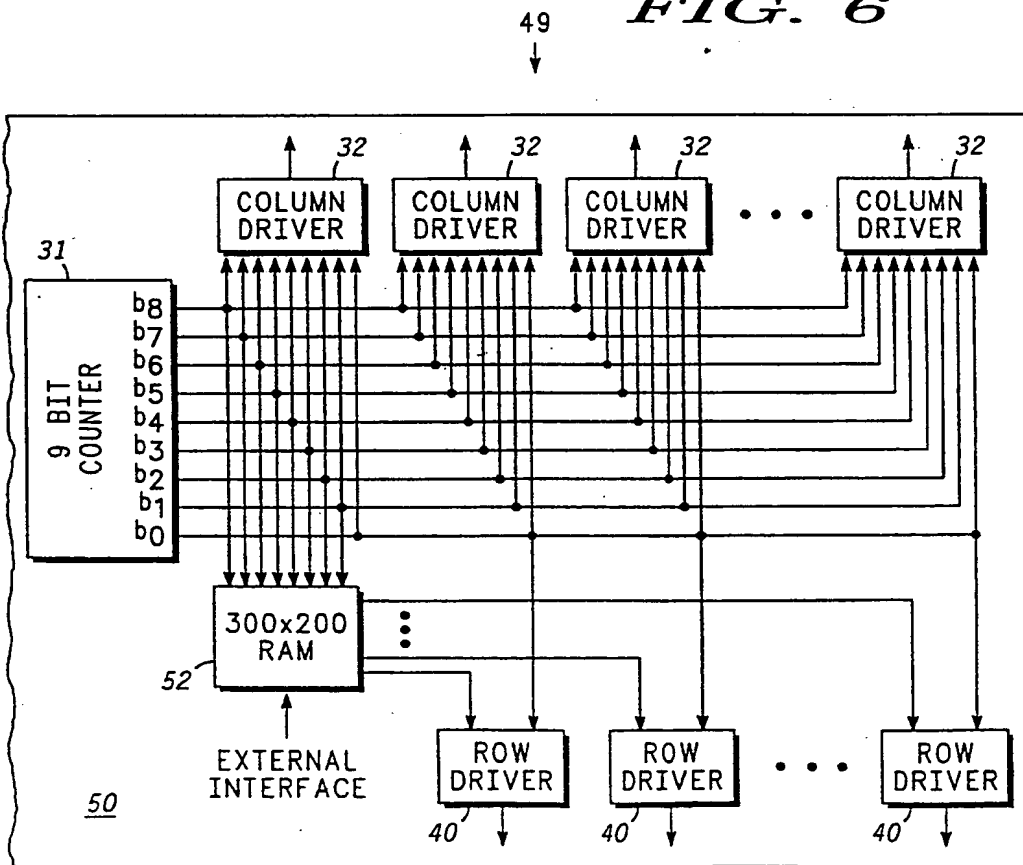 FIG. 6
49
32 32 32 32
COLUMN DRIVER
COLUMN DRIVER
COLUMN DRIVER
COLUMN DRIVER
31
9 BIT COUNTER
b8
b7
b6
b5
b4
b3
b2
b1
b0
300x200
RAM
52
EXTERNAL
INTERFACE
ROW DRIVER
ROW DRIVER
ROW DRIVER
50
40 40 40